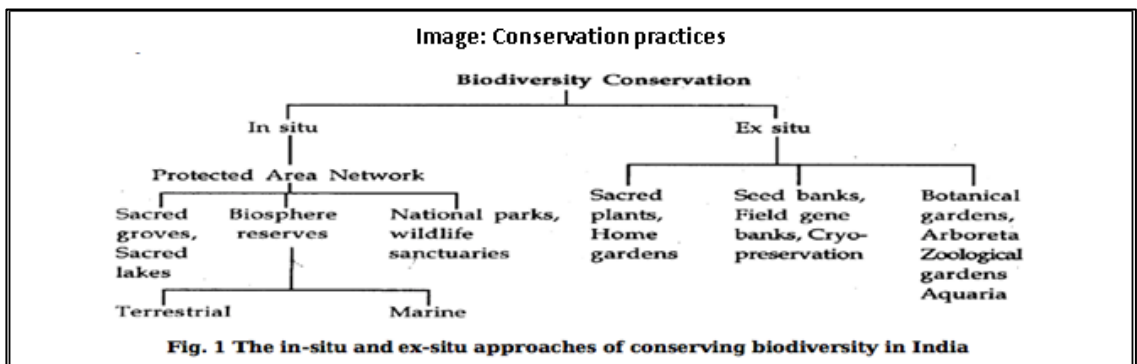 Image: Conservation practices
Biodiversity Conservation
In situ
Ex situ
Protected Area Network
Sacred
groves,
Sacred
lakes
Biosphere
reserves
National parks,
wildlife
sanctuaries
Sacred
plants,
Home
gardens
Seed banks,
Field gene
banks, Cryo-
preservation
Botanical
gardens,
Arboreta
Zoological
gardens
Aquaria
Terrestrial
Marine
Fig. 1 The in-situ and ex-situ approaches of conserving biodiversity in India